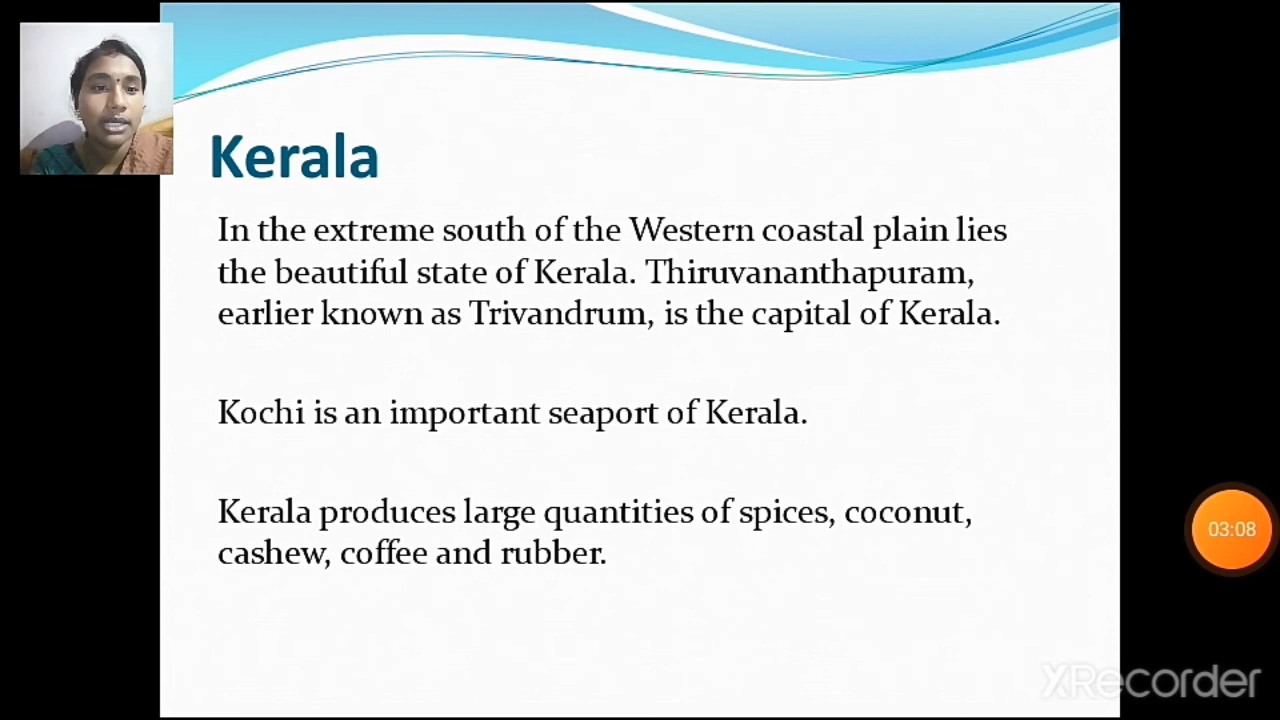 Kerala
In the extreme south of the Western coastal plain lies
the beautiful state of Kerala. Thiruvananthapuram,
earlier known as Trivandrum, is the capital of Kerala.
Kochi is an important seaport of Kerala.
Kerala produces large quantities of spices, coconut,
cashew, coffee and rubber.
03:08
XRecorder